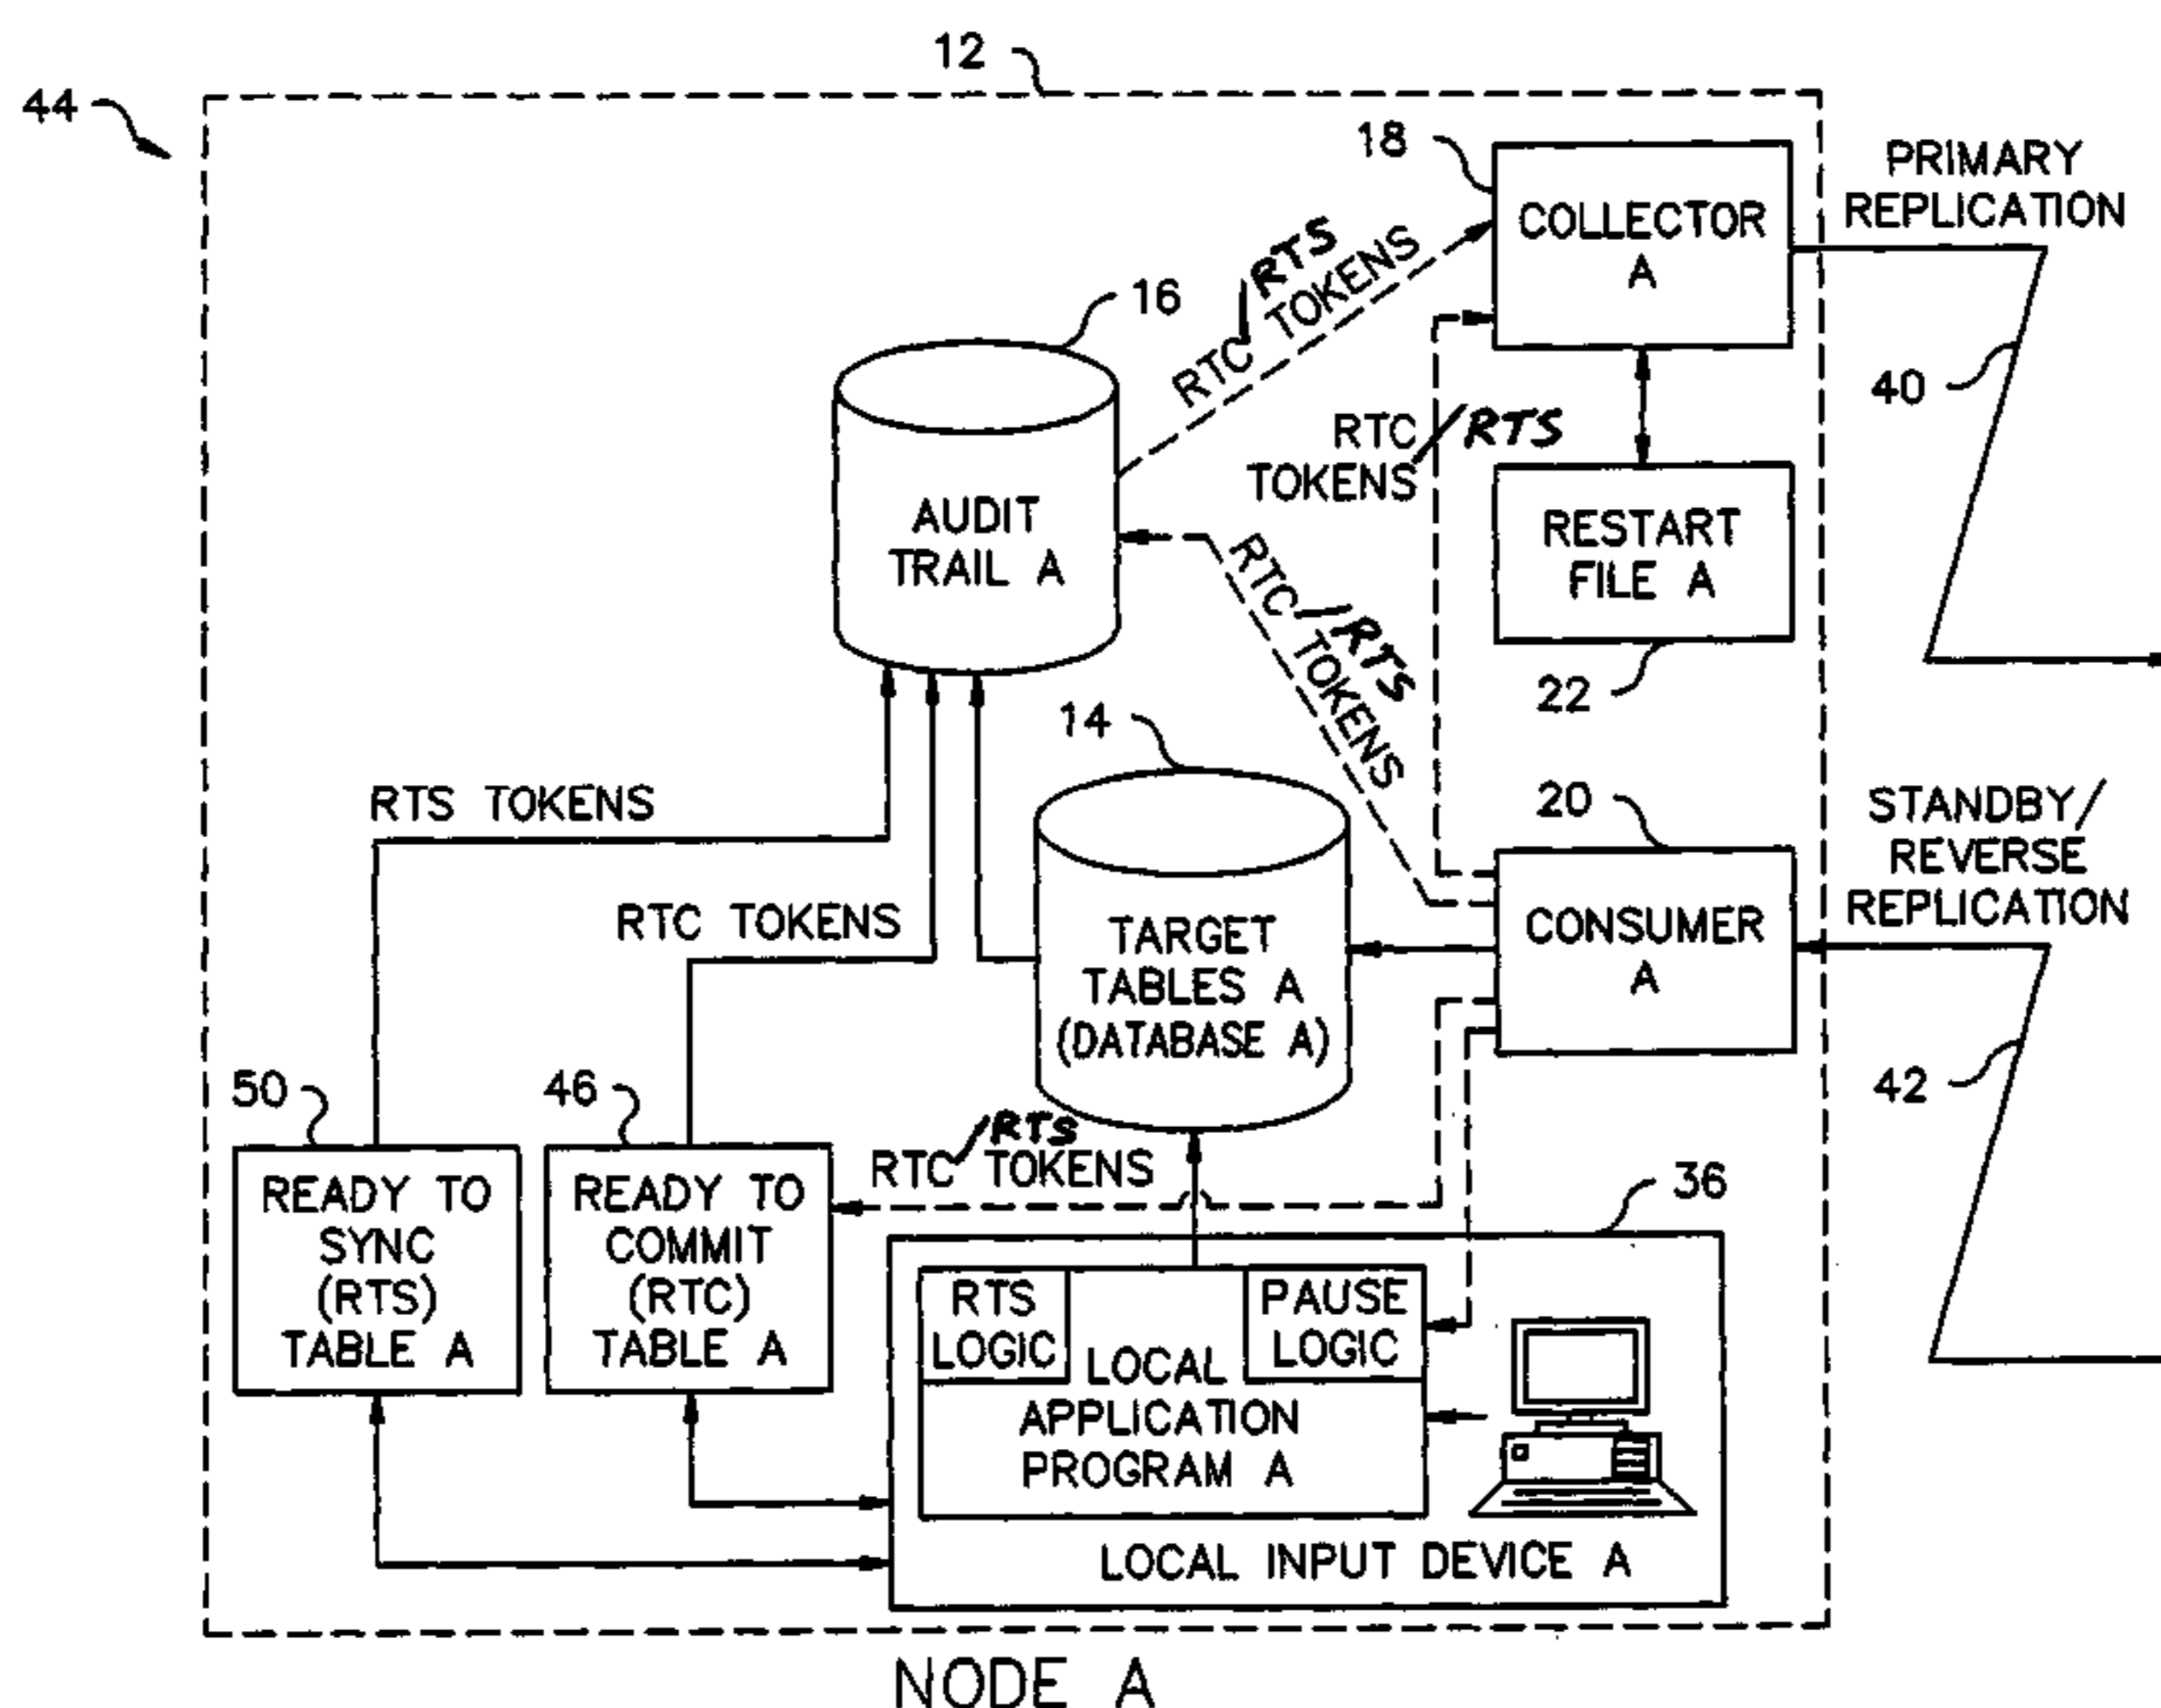 12
44
18
PRIMARY
REPLICATION
COLLECTOR
A
RTC/RTS
TOKENS
16
40
RTC/RTS
TOKENS
AUDIT
TRAIL A
RESTART
FILE A
RTC/RTS
TOKENS
22
14
RTS TOKENS
20
STANDBY/
REVERSE
REPLICATION
RTC TOKENS
TARGET
TABLES A
(DATABASE A)
CONSUMER
A
50
46
42
RTC/RTS
TOKENS
36
READY TO
SYNC
(RTS)
TABLE A
READY TO
COMMIT
(RTC)
TABLE A
RTS
LOGIC
PAUSE
LOGIC
LOCAL
APPLICATION
PROGRAM A
LOCAL INPUT DEVICE A
NODE A